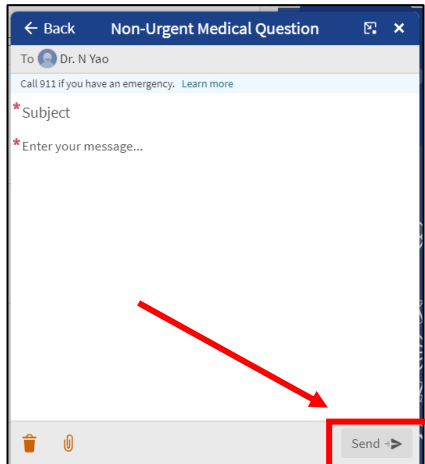 Back Non-Urgent Medical Question
To Dr. N Yao
Call 911 if you have an emergency. Learn more
*Subject
*Enter your message...
Send